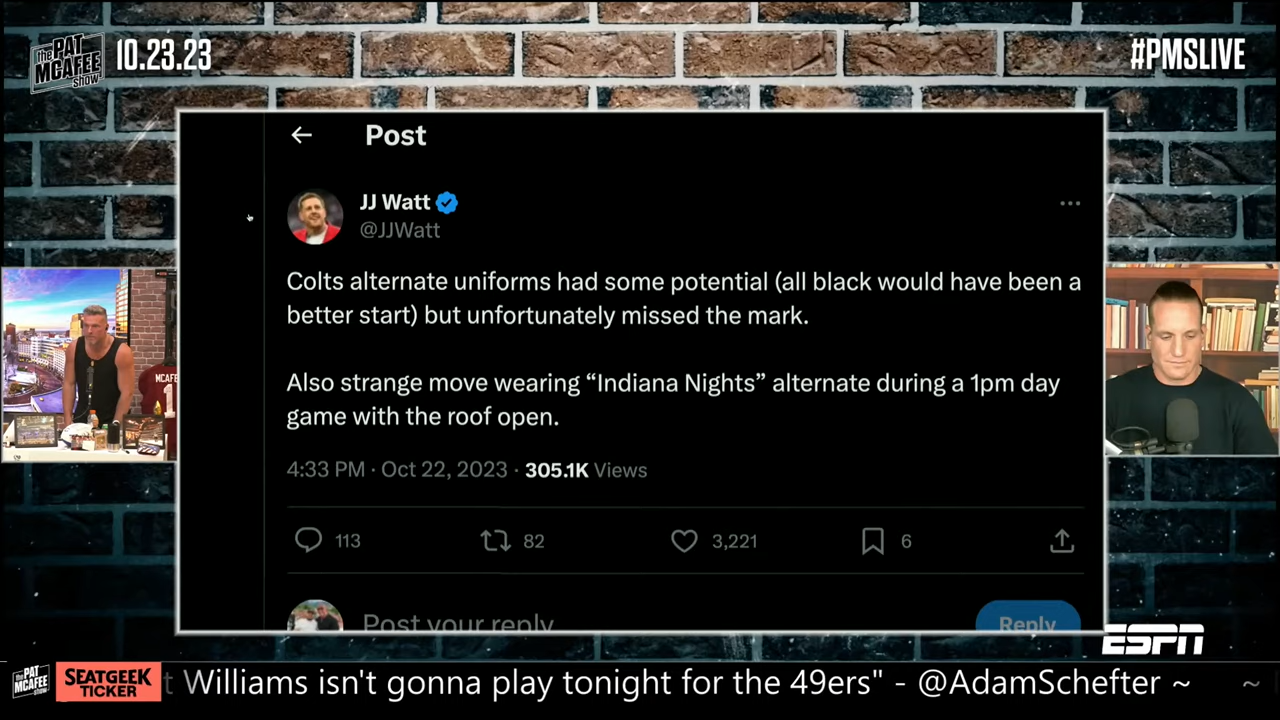 the PAT MCAFEE show
10.23.23
#PMSLIVE
Post
JJ Watt
@JJWatt
Colts alternate uniforms had some potential (all black would have been a
better start) but unfortunately missed the mark.
Also strange move wearing “Indiana Nights” alternate during a 1pm day
game with the roof open.
4:33 PM · Oct 22, 2023 · 305.1K Views
113
82
3,221
6
Post your reply
Reply
MCAFE
1
ESPN
the PAT MCAFEE show
SEATGEEK
TICKER
t Williams isn't gonna play tonight for the 49ers" - @AdamSchefter ~ ~